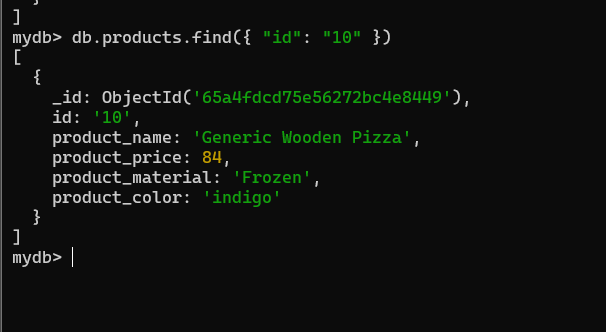 ]
mydb> db.products.find({ "id": "10" })
[
  {
    _id: ObjectId('65a4fdcd75e56272bc4e8449'),
    id: '10',
    product_name: 'Generic Wooden Pizza',
    product_price: 84,
    product_material: 'Frozen',
    product_color: 'indigo'
  }
]
mydb>